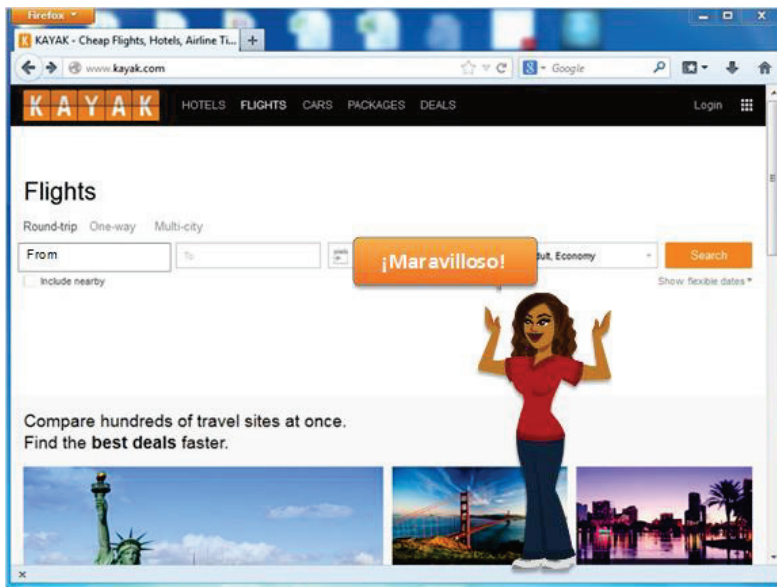 Firefox
KAYAK - Cheap Flights, Hotels, Airline Ti...
www.kayak.com
Google
KAYAK HOTELS FLIGHTS CARS PACKAGES DEALS Login
Flights
Round-trip One-way Multi-city
From To Economy Search
¡Maravilloso!
Include nearby Show flexible dates
Compare hundreds of travel sites at once.
Find the best deals faster.